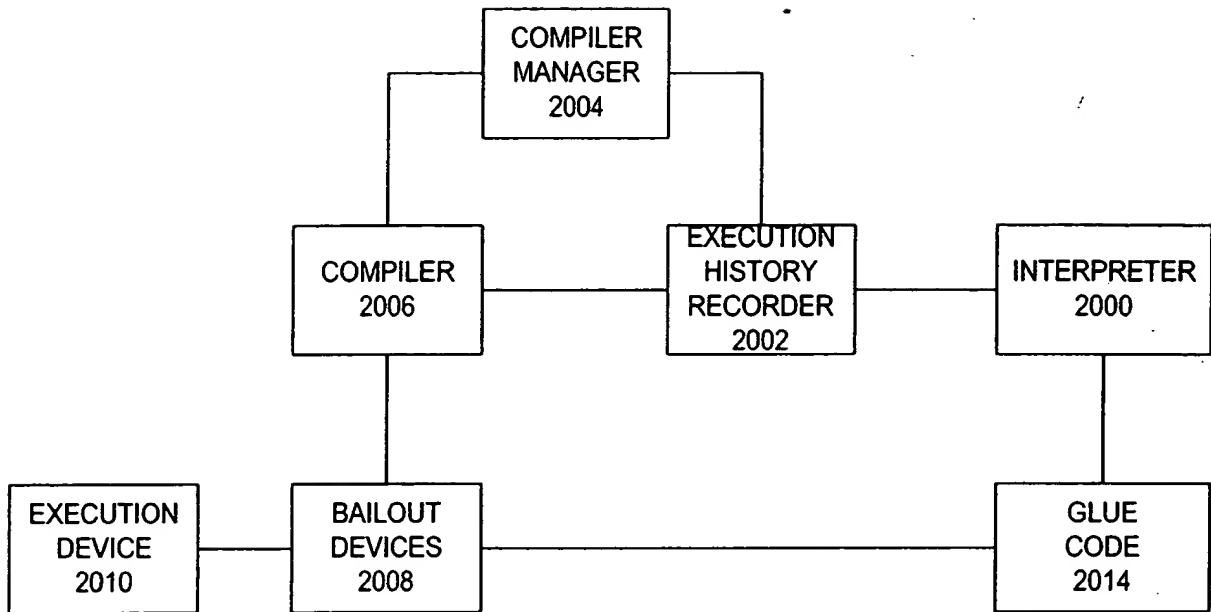 COMPILER
MANAGER
2004
COMPILER
2006
EXECUTION
HISTORY
RECORDER
2002
INTERPRETER
2000
EXECUTION
DEVICE
2010
BAILOUT
DEVICES
2008
GLUE
CODE
2014